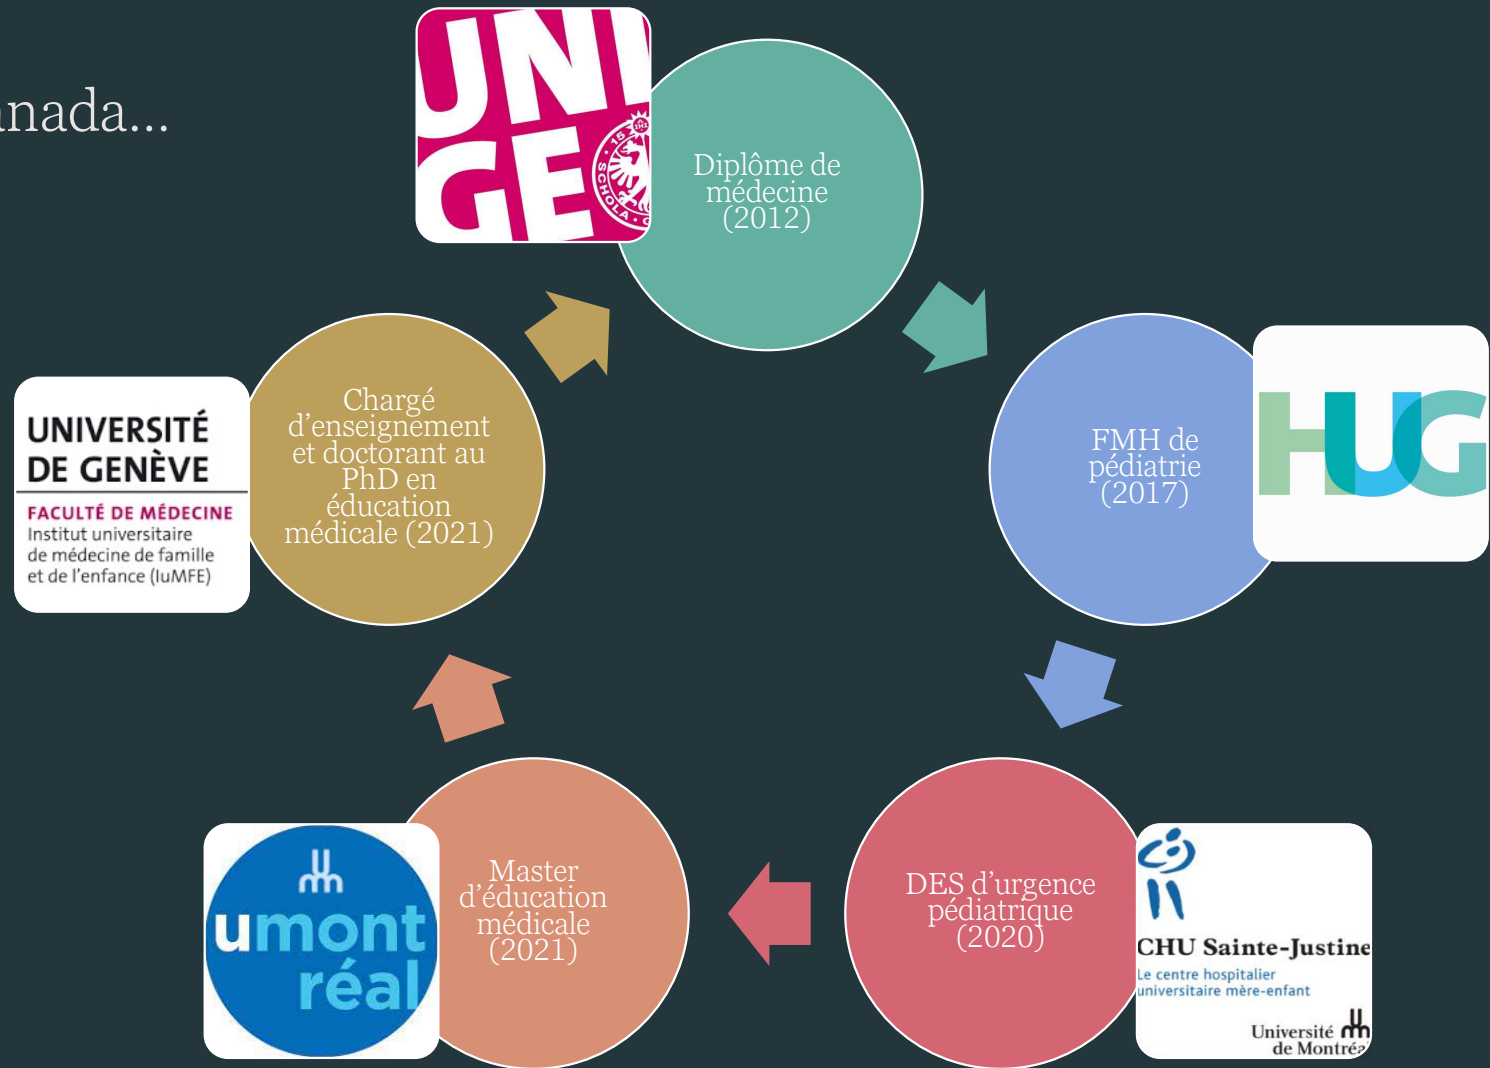 anada...
UNI
GE
SCHOLA
Diplôme de
médecine
(2012)
FMH de
pédiatrie
(2017)
HUG
DES d’urgence
pédiatrique
(2020)
CHU Sainte-Justine
Le centre hospitalier
universitaire mère-enfant
Université
de Montréa
Master
d’éducation
médicale
(2021)
umont
réal
Chargé
d’enseignement
et doctorant au
PhD en
éducation
médicale (2021)
UNIVERSITÉ
DE GENÈVE
FACULTÉ DE MÉDECINE
Institut universitaire
de médecine de famille
et de l'enfance (IuMFE)